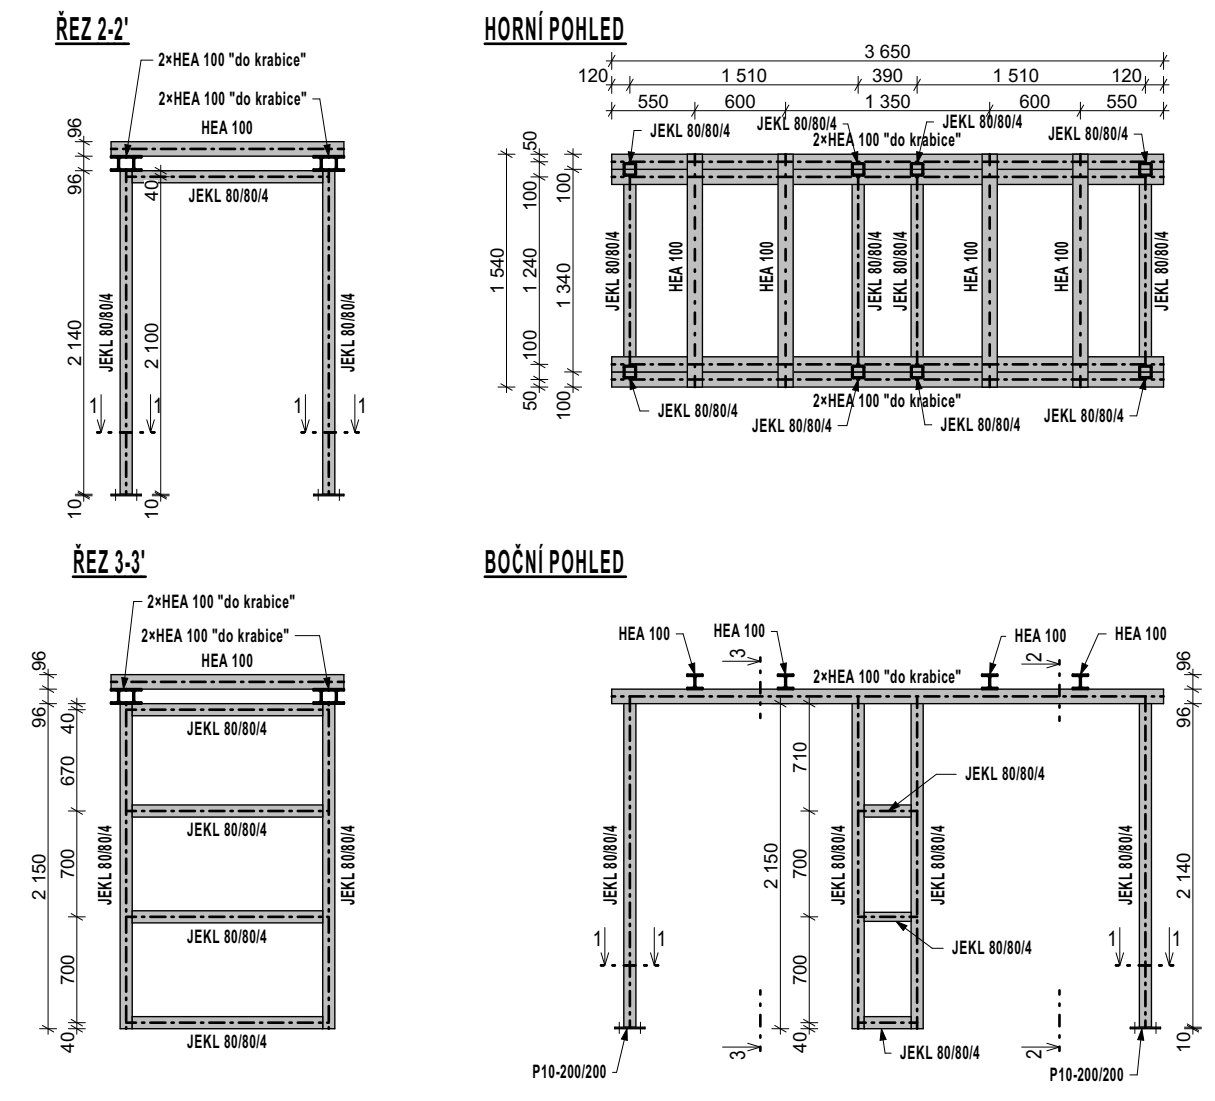 ŘEZ 2-2'
2×HEA 100 "do krabice"
2×HEA 100 "do krabice"
HEA 100
96
96
40
JEKL 80/80/4
JEKL 80/80/4
JEKL 80/80/4
2 140
2 100
1
1
1
1
10
10
HORNÍ POHLED
3 650
120
1 510
390
1 510
120
550
600
1 350
600
550
JEKL 80/80/4
JEKL 80/80/4
JEKL 80/80/4
JEKL 80/80/4
2×HEA 100 "do krabice"
50
100
100
1 540
1 240
1 340
100
50
100
JEKL 80/80/4
HEA 100
HEA 100
JEKL 80/80/4
JEKL 80/80/4
HEA 100
HEA 100
JEKL 80/80/4
2×HEA 100 "do krabice"
JEKL 80/80/4
JEKL 80/80/4
JEKL 80/80/4
JEKL 80/80/4
ŘEZ 3-3'
2×HEA 100 "do krabice"
2×HEA 100 "do krabice"
HEA 100
96
96
40
JEKL 80/80/4
670
JEKL 80/80/4
JEKL 80/80/4
JEKL 80/80/4
2 150
700
JEKL 80/80/4
700
40
JEKL 80/80/4
BOČNÍ POHLED
HEA 100
HEA 100
HEA 100
HEA 100
3
2
2×HEA 100 "do krabice"
96
96
710
JEKL 80/80/4
JEKL 80/80/4
2 150
700
JEKL 80/80/4
JEKL 80/80/4
JEKL 80/80/4
2 140
1
1
1
1
JEKL 80/80/4
700
40
3
2
10
JEKL 80/80/4
P10-200/200
P10-200/200